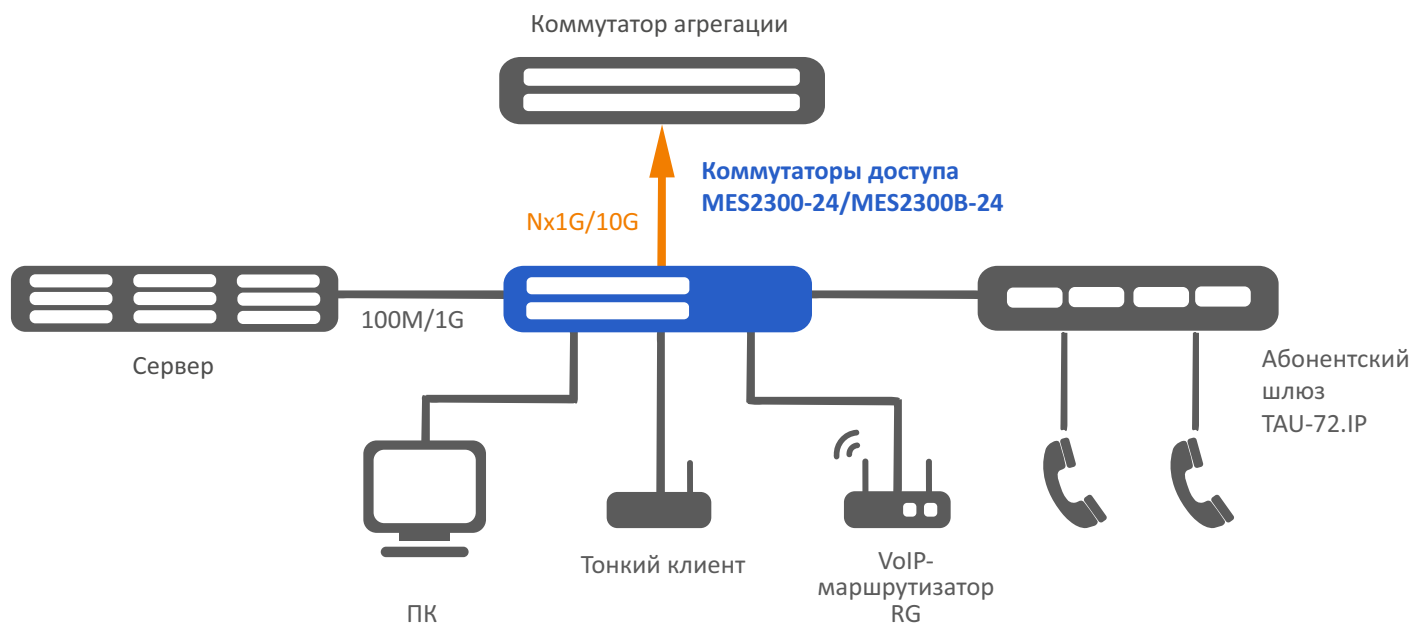 Коммутатор агрегации
Коммутаторы доступа
MES2300-24/MES2300B-24
Nx1G/10G
100M/1G
Сервер
Абонентский
шлюз
TAU-72.IP
Тонкий клиент
VoIP-
маршрутизатор
RG
ПК